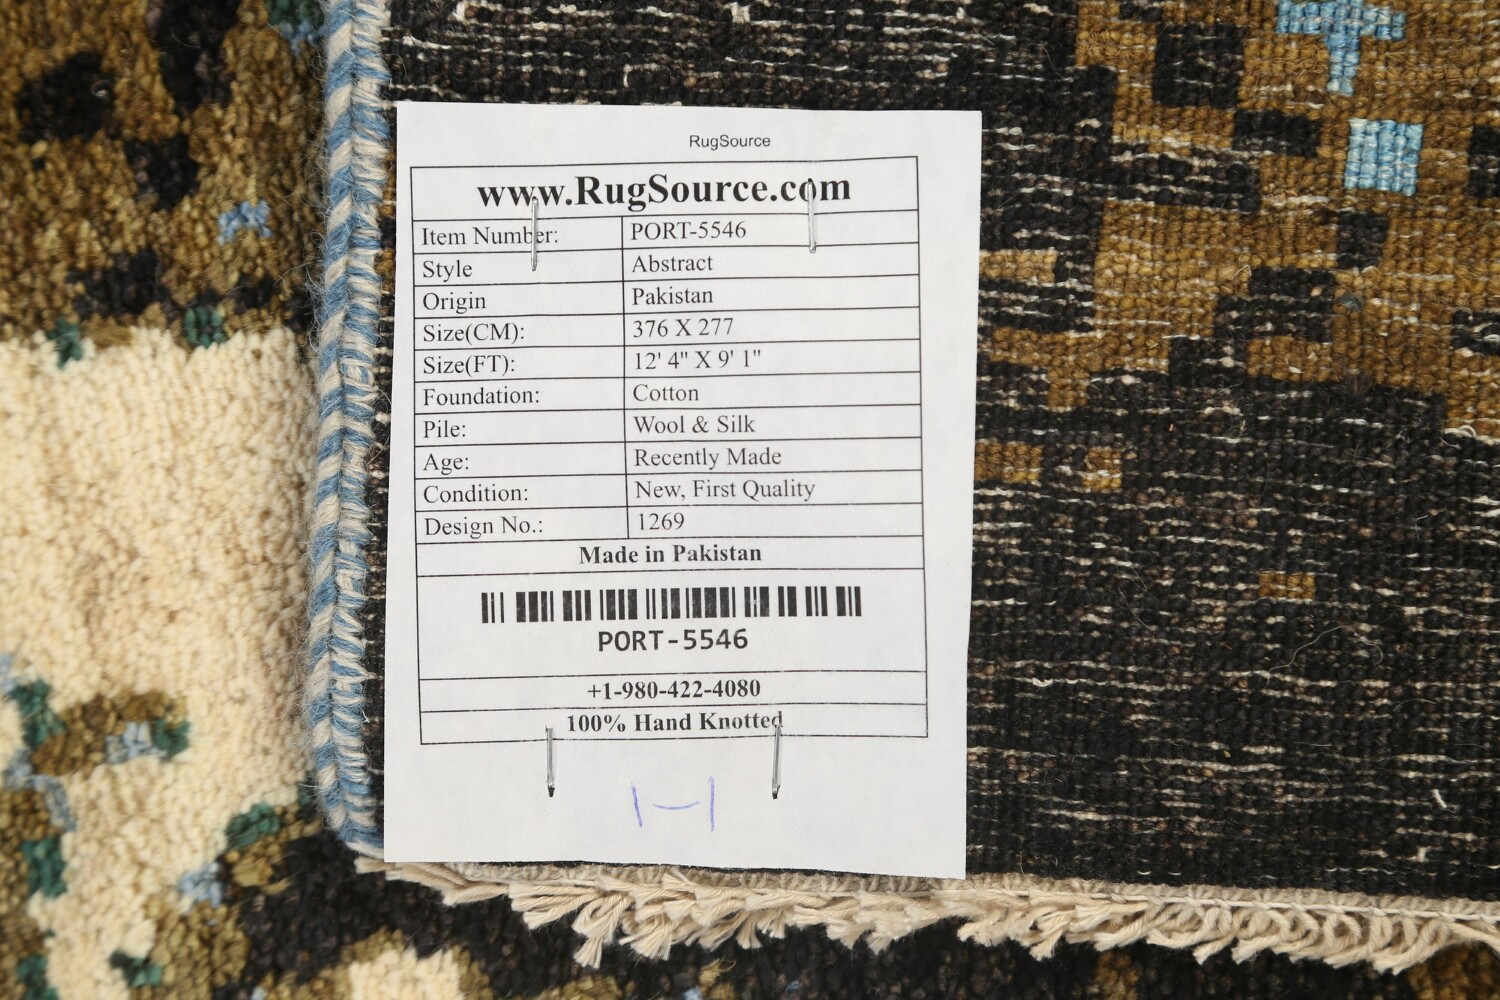 RugSource
www.RugSource.com
Item Number: PORT-5546
Style Abstract
Origin Pakistan
Size(CM): 376 X 277
Size(FT): 12' 4" X 9' 1"
Foundation: Cotton
Pile: Wool & Silk
Age: Recently Made
Condition: New, First Quality
Design No.: 1269
Made in Pakistan
PORT-5546
+1-980-422-4080
100% Hand Knotted
1-1